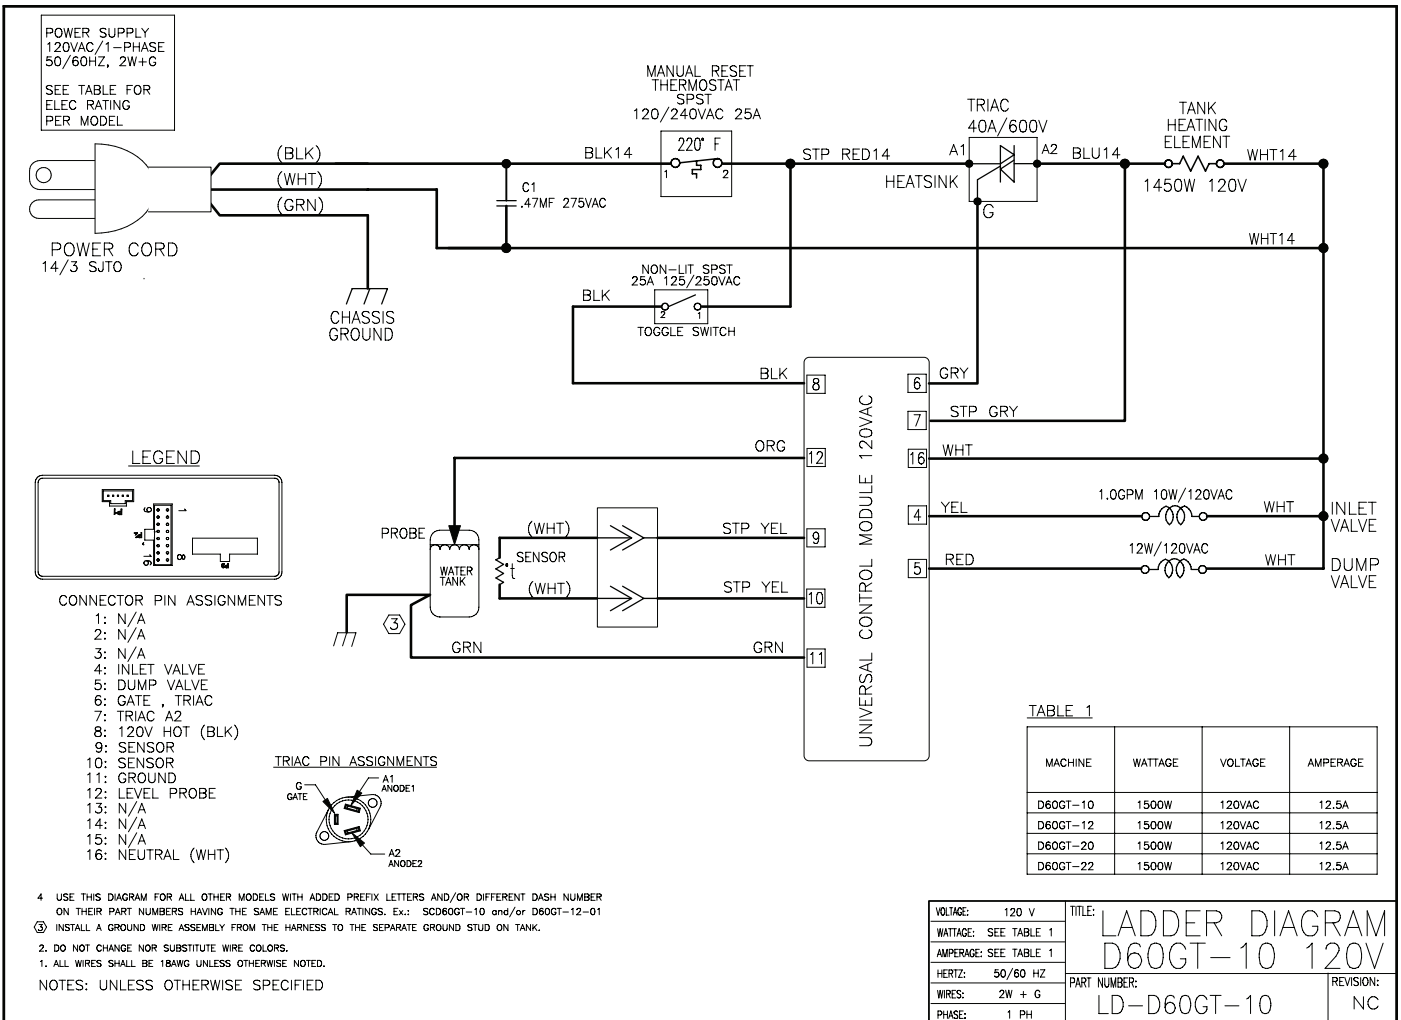 POWER SUPPLY
120VAC/1-PHASE
50/60HZ, 2W+G
SEE TABLE FOR
ELEC RATING
PER MODEL
MANUAL RESET
THERMOSTAT
SPST
120/240VAC 25A
220° F
1
2
TRIAC
40A/600V
A1
A2
G
HEATSINK
TANK
HEATING
ELEMENT
1450W 120V
(BLK)
(WHT)
(GRN)
BLK14
STP RED14
BLU14
WHT14
C1
.47MF 275VAC
WHT14
POWER CORD
14/3 SJTO
CHASSIS
GROUND
NON-LIT SPST
25A 125/250VAC
BLK
2
1
TOGGLE SWITCH
BLK
8
6
GRY
7
STP GRY
ORG
12
16
WHT
UNIVERSAL CONTROL MODULE 120VAC
4
YEL
1.0GPM 10W/120VAC
WHT
INLET
VALVE
5
RED
12W/120VAC
WHT
DUMP
VALVE
PROBE
WATER
TANK
(WHT)
SENSOR
t
(WHT)
STP YEL
9
STP YEL
10
3
GRN
GRN
11
LEGEND
P1
9
1
P2
16
8
P3
CONNECTOR PIN ASSIGNMENTS
1: N/A
2: N/A
3: N/A
4: INLET VALVE
5: DUMP VALVE
6: GATE , TRIAC
7: TRIAC A2
8: 120V HOT (BLK)
9: SENSOR
10: SENSOR
11: GROUND
12: LEVEL PROBE
13: N/A
14: N/A
15: N/A
16: NEUTRAL (WHT)
TRIAC PIN ASSIGNMENTS
G
GATE
A1
ANODE1
A2
ANODE2
TABLE 1
MACHINE WATTAGE VOLTAGE AMPERAGE
D60GT-10 1500W 120VAC 12.5A
D60GT-12 1500W 120VAC 12.5A
D60GT-20 1500W 120VAC 12.5A
D60GT-22 1500W 120VAC 12.5A
4 USE THIS DIAGRAM FOR ALL OTHER MODELS WITH ADDED PREFIX LETTERS AND/OR DIFFERENT DASH NUMBER
ON THEIR PART NUMBERS HAVING THE SAME ELECTRICAL RATINGS. Ex.: SCD60GT-10 and/or D60GT-12-01
3 INSTALL A GROUND WIRE ASSEMBLY FROM THE HARNESS TO THE SEPARATE GROUND STUD ON TANK.
2. DO NOT CHANGE NOR SUBSTITUTE WIRE COLORS.
1. ALL WIRES SHALL BE 18AWG UNLESS OTHERWISE NOTED.
NOTES: UNLESS OTHERWISE SPECIFIED
VOLTAGE: 120 V
WATTAGE: SEE TABLE 1
AMPERAGE: SEE TABLE 1
HERTZ: 50/60 HZ
WIRES: 2W + G
PHASE: 1 PH
TITLE: LADDER DIAGRAM
D60GT-10 120V
PART NUMBER:
LD-D60GT-10
REVISION:
NC